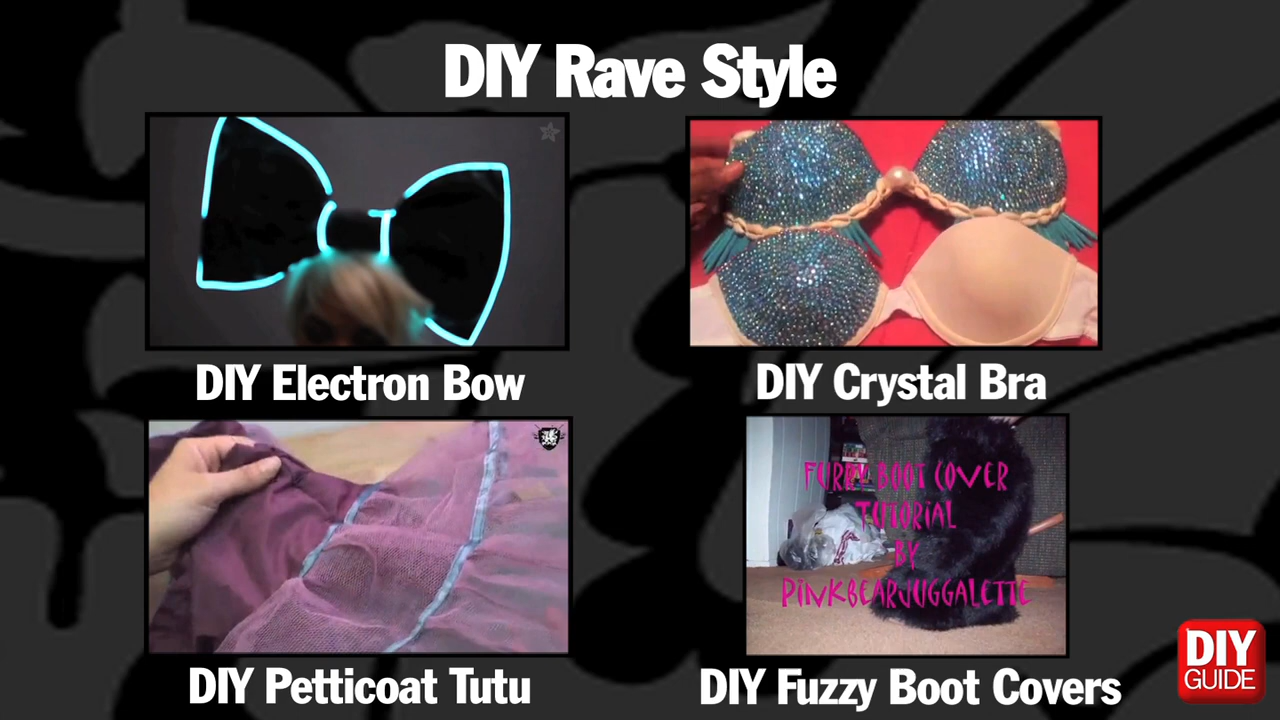 DIY Rave Style
DIY Electron Bow
DIY Crystal Bra
FURRY BOOT COVER
TUTORIAL
BY
PINKBEARJUGGALETTE
DIY Petticoat Tutu
DIY Fuzzy Boot Covers
DIY
GUIDE